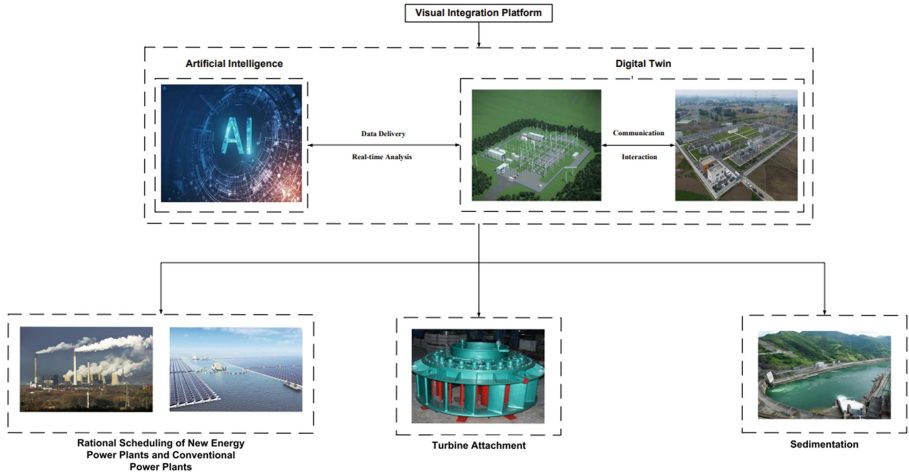 Visual Integration Platform
Artificial Intelligence
Digital Twin
AI
Data Delivery
Real-time Analysis
Communication
Interaction
Rational Scheduling of New Energy
Power Plants and Conventional
Power Plants
Turbine Attachment
Sedimentation